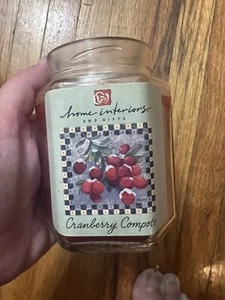 home interiors
AND GIFTS
Cranberry Compote